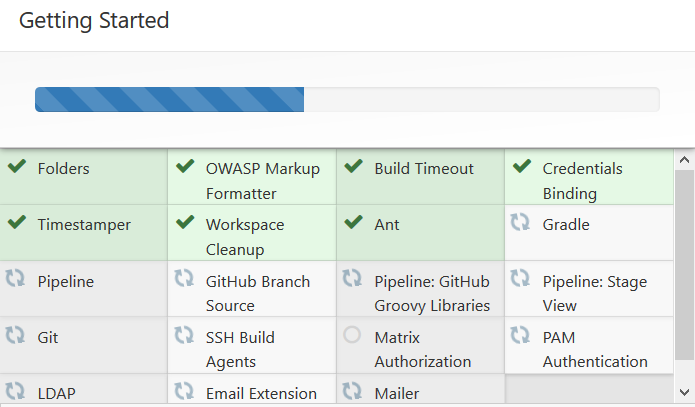 Getting Started
Folders
OWASP Markup
Formatter
Build Timeout
Credentials
Binding
Timestamper
Workspace
Cleanup
Ant
Gradle
Pipeline
GitHub Branch
Source
Pipeline: GitHub
Groovy Libraries
Pipeline: Stage
View
Git
SSH Build
Agents
Matrix
Authorization
PAM
Authentication
LDAP
Email Extension
Mailer